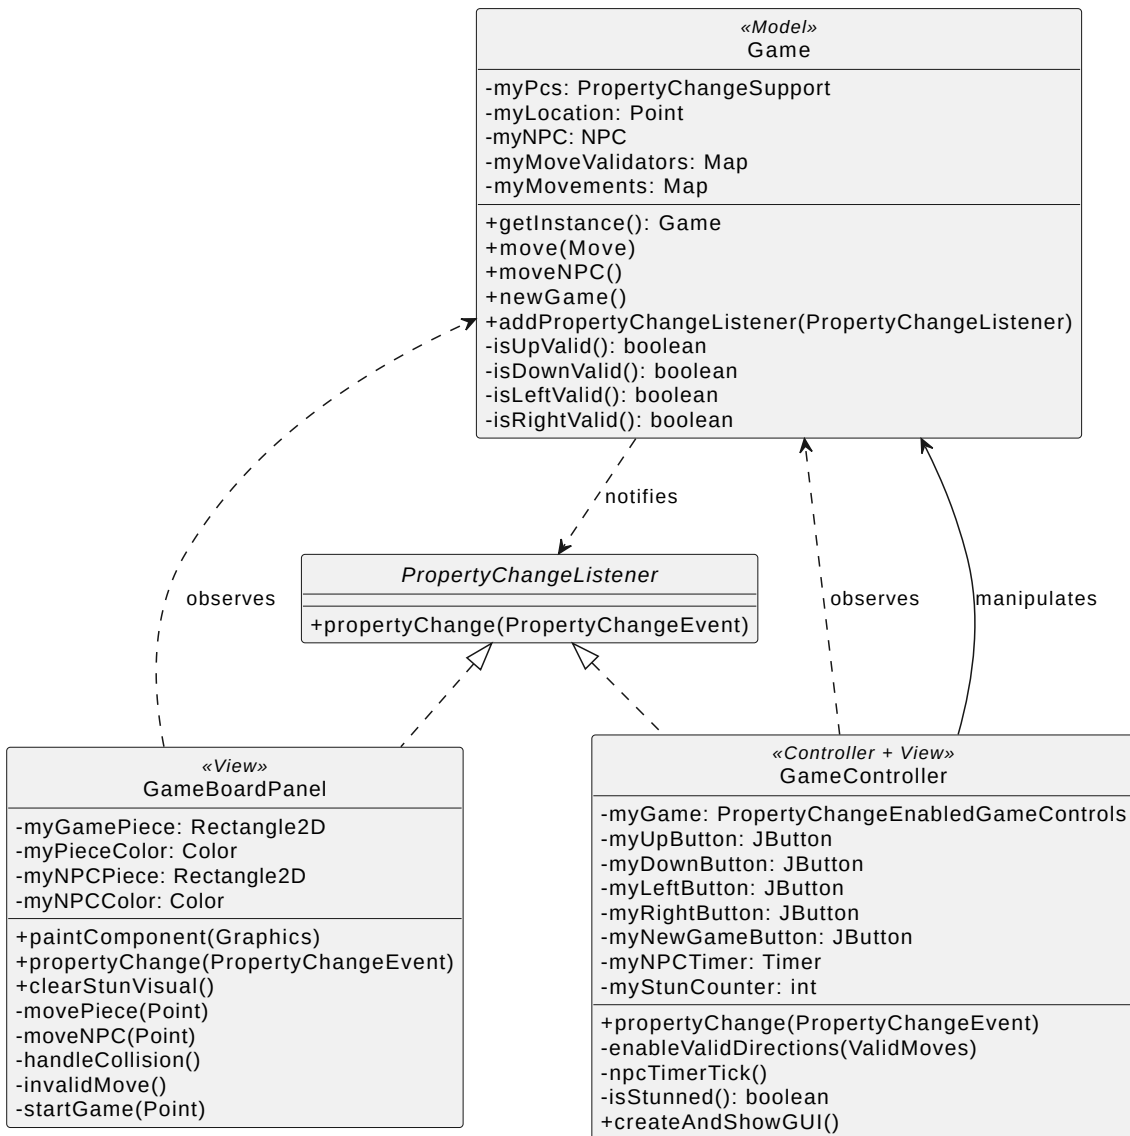 «Model»
Game
-myPcs: PropertyChangeSupport
-myLocation: Point
-myNPC: NPC
-myMoveValidators: Map
-myMovements: Map
+getInstance(): Game
+move(Move)
+moveNPC()
+newGame()
+addPropertyChangeListener(PropertyChangeListener)
-isUpValid(): boolean
-isDownValid(): boolean
-isLeftValid(): boolean
-isRightValid(): boolean
notifies
PropertyChangeListener
+propertyChange(PropertyChangeEvent)
observes
observes
manipulates
«View»
GameBoardPanel
-myGamePiece: Rectangle2D
-myPieceColor: Color
-myNPCPiece: Rectangle2D
-myNPCColor: Color
+paintComponent(Graphics)
+propertyChange(PropertyChangeEvent)
+clearStunVisual()
-movePiece(Point)
-moveNPC(Point)
-handleCollision()
-invalidMove()
-startGame(Point)
«Controller + View»
GameController
-myGame: PropertyChangeEnabledGameControls
-myUpButton: JButton
-myDownButton: JButton
-myLeftButton: JButton
-myRightButton: JButton
-myNewGameButton: JButton
-myNPCTimer: Timer
-myStunCounter: int
+propertyChange(PropertyChangeEvent)
-enableValidDirections(ValidMoves)
-npcTimerTick()
-isStunned(): boolean
+createAndShowGUI()